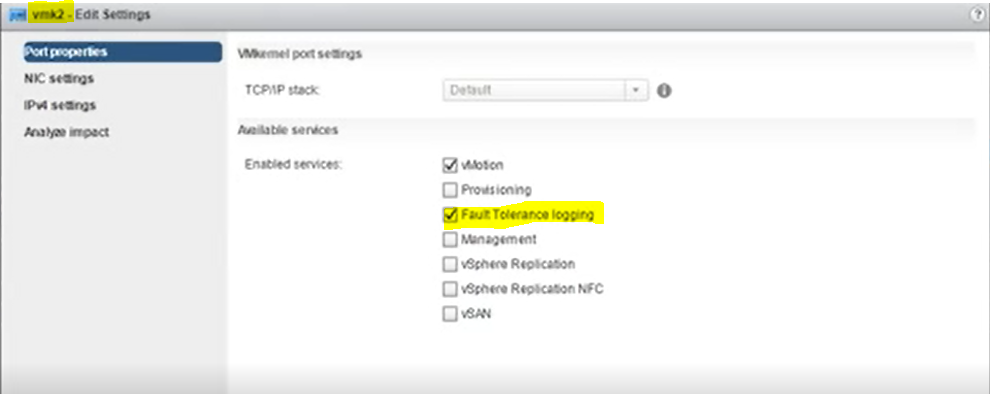 vmk2 - Edit Settings
Port properties
NIC settings
IPv4 settings
Analyze impact
VMkernel port settings
TCP/IP stack: Default
Available services
Enabled services:
vMotion
Provisioning
Fault Tolerance logging
Management
vSphere Replication
vSphere Replication NFC
vSAN